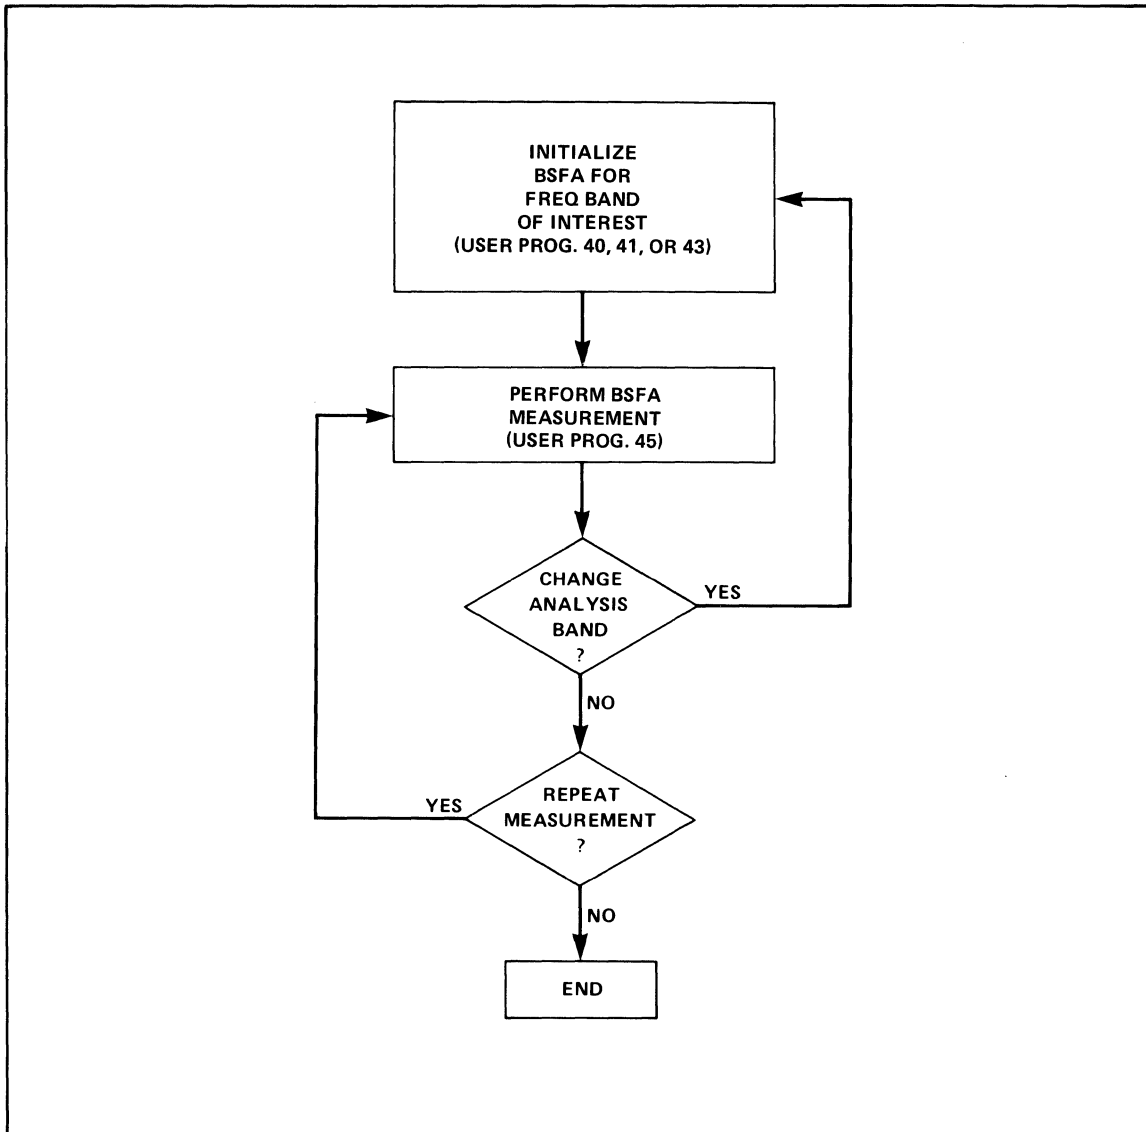 INITIALIZE
BSFA FOR
FREQ BAND
OF INTEREST
(USER PROG. 40, 41, OR 43)
PERFORM BSFA
MEASUREMENT
(USER PROG. 45)
CHANGE
ANALYSIS
BAND
?
YES
NO
REPEAT
MEASUREMENT
?
YES
NO
END